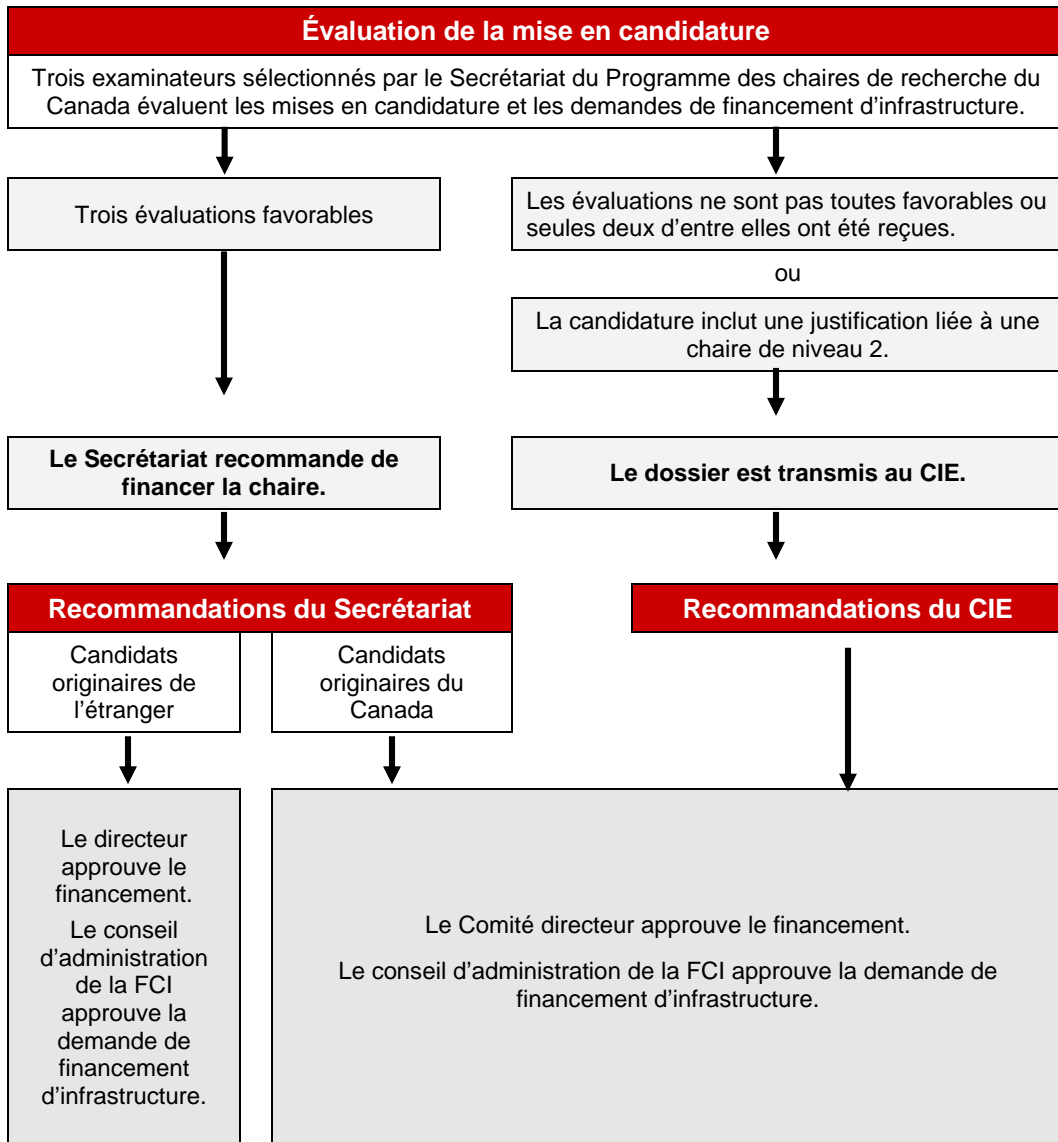 Évaluation de la mise en candidature
Trois examinateurs sélectionnés par le Secrétariat du Programme des chaires de recherche du
Canada évaluent les mises en candidature et les demandes de financement d’infrastructure.
Trois évaluations favorables
Les évaluations ne sont pas toutes favorables ou
seules deux d’entre elles ont été reçues.
ou
La candidature inclut une justification liée à une
chaire de niveau 2.
Le Secrétariat recommande de
financer la chaire.
Le dossier est transmis au CIE.
Recommandations du Secrétariat
Recommandations du CIE
Candidats
originaires de
l’étranger
Candidats
originaires du
Canada
Le directeur
approuve le
financement.
Le conseil
d’administration
de la FCI
approuve la
demande de
financement
d’infrastructure.
Le Comité directeur approuve le financement.
Le conseil d’administration de la FCI approuve la demande de
financement d’infrastructure.